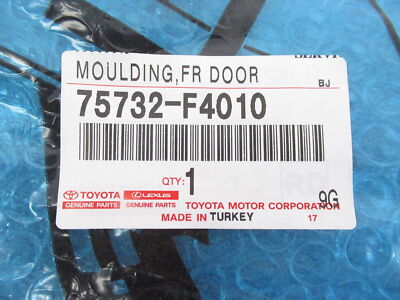 MOULDING,FR DOOR
BJ
75732-F4010
QTY: 1
9G
TOYOTA LEXUS
GENUINE PARTS GENUINE PARTS TOYOTA MOTOR CORPORATION
MADE IN TURKEY 17